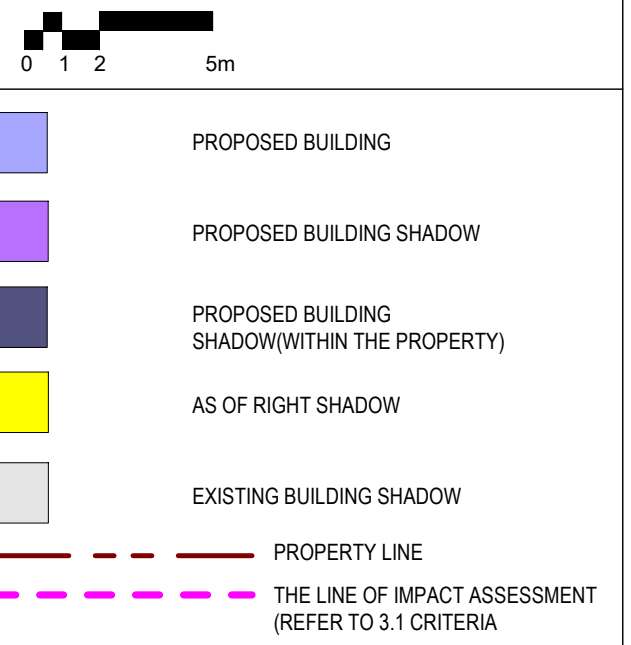 0 1 2 5m
PROPOSED BUILDING
PROPOSED BUILDING SHADOW
PROPOSED BUILDING
SHADOW(WITHIN THE PROPERTY)
AS OF RIGHT SHADOW
EXISTING BUILDING SHADOW
PROPERTY LINE
THE LINE OF IMPACT ASSESSMENT
(REFER TO 3.1 CRITERIA